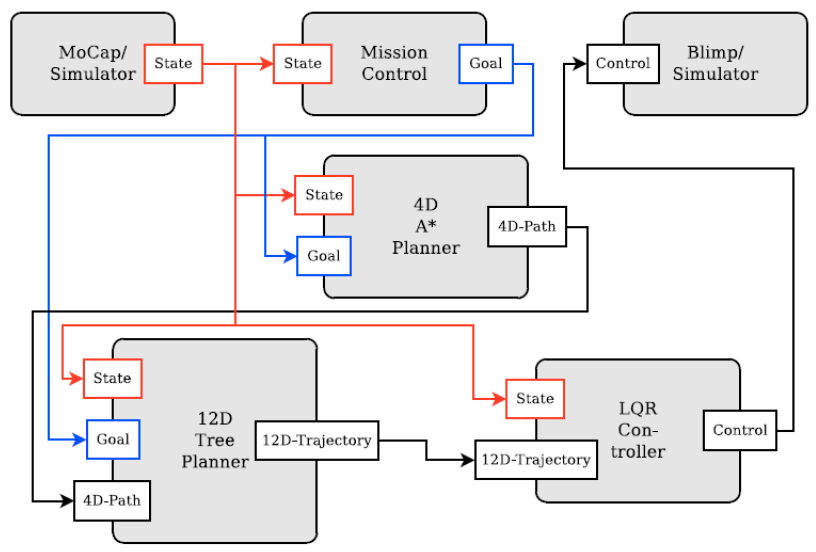 MoCap/
Simulator
State
State
Mission
Control
Goal
Control
Blimp/
Simulator
State
Goal
4D
A*
Planner
4D-Path
State
Goal
4D-Path
12D
Tree
Planner
12D-Trajectory
State
12D-Trajectory
LQR
Con-
troller
Control